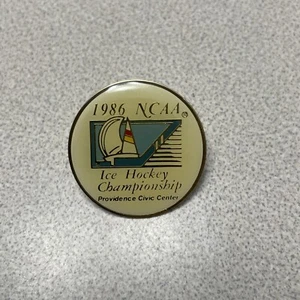 1986 NCAA®
Ice Hockey
Championship
Providence Civic Center